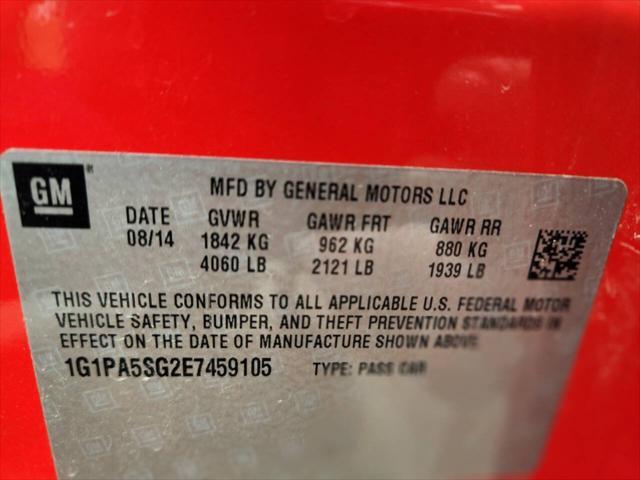 GM
MFD BY GENERAL MOTORS LLC
DATE GVWR GAWR FRT GAWR RR
08/14 1842 KG 962 KG 880 KG
4060 LB 2121 LB 1939 LB
THIS VEHICLE CONFORMS TO ALL APPLICABLE U.S. FEDERAL MOTOR
VEHICLE SAFETY, BUMPER, AND THEFT PREVENTION STANDARDS IN
EFFECT ON THE DATE OF MANUFACTURE SHOWN ABOVE.
1G1PA5SG2E7459105 TYPE: PASS CAR